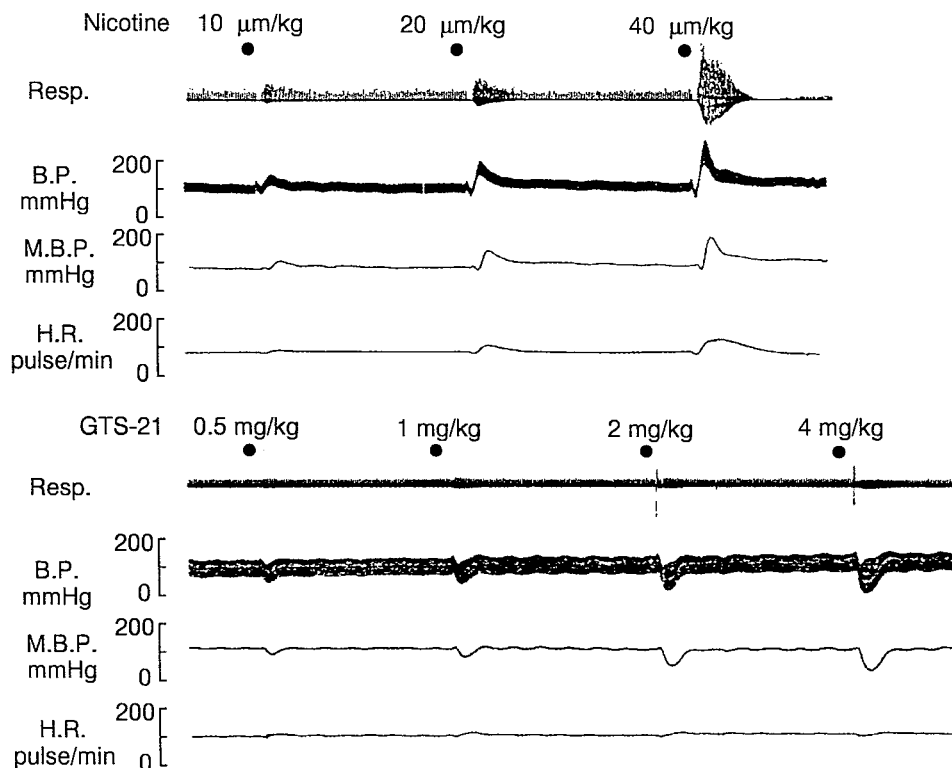 Nicotine 10 μm/kg 20 μm/kg 40 μm/kg
Resp.
B.P.
mmHg
200
0
M.B.P.
mmHg
200
0
H.R.
pulse/min
200
0
GTS-21 0.5 mg/kg 1 mg/kg 2 mg/kg 4 mg/kg
Resp.
B.P.
mmHg
200
0
M.B.P.
mmHg
200
0
H.R.
pulse/min
200
0